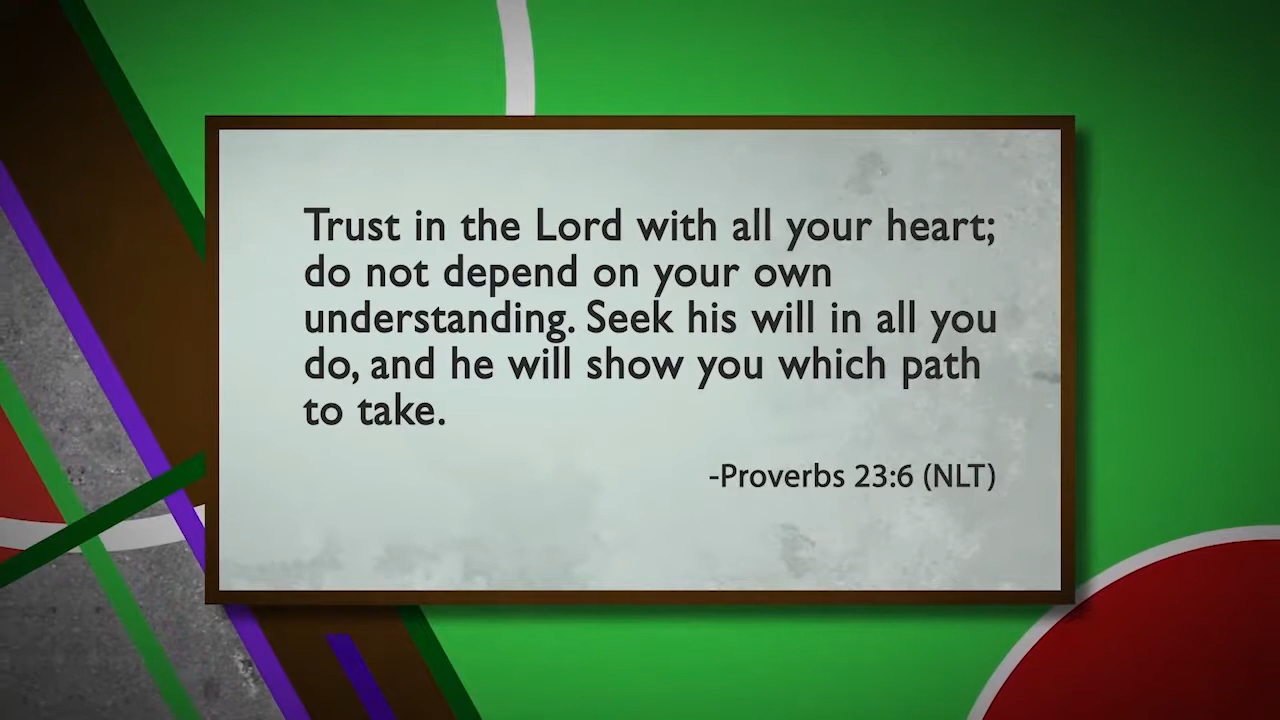 Trust in the Lord with all your heart;
do not depend on your own
understanding. Seek his will in all you
do, and he will show you which path
to take.
-Proverbs 23:6 (NLT)